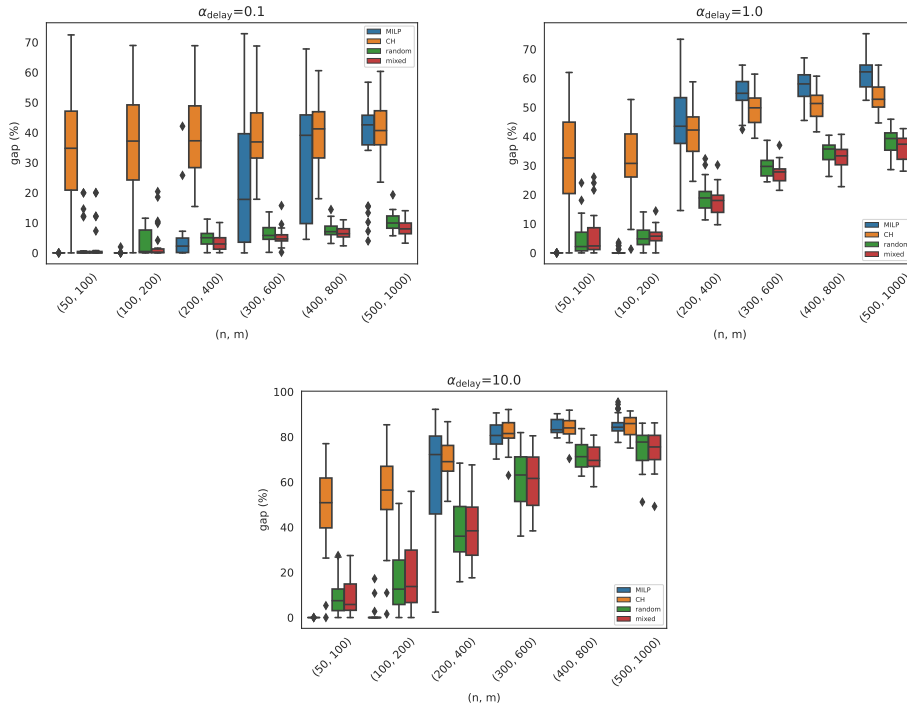 α_delay=0.1
gap (%)
70
60
50
40
30
20
10
0
MILP
CH
random
mixed
(50, 100)
(100, 200)
(200, 400)
(300, 600)
(400, 800)
(500, 1000)
(n, m)
α_delay=1.0
gap (%)
70
60
50
40
30
20
10
0
MILP
CH
random
mixed
(50, 100)
(100, 200)
(200, 400)
(300, 600)
(400, 800)
(500, 1000)
(n, m)
α_delay=10.0
gap (%)
100
80
60
40
20
0
MILP
CH
random
mixed
(50, 100)
(100, 200)
(200, 400)
(300, 600)
(400, 800)
(500, 1000)
(n, m)